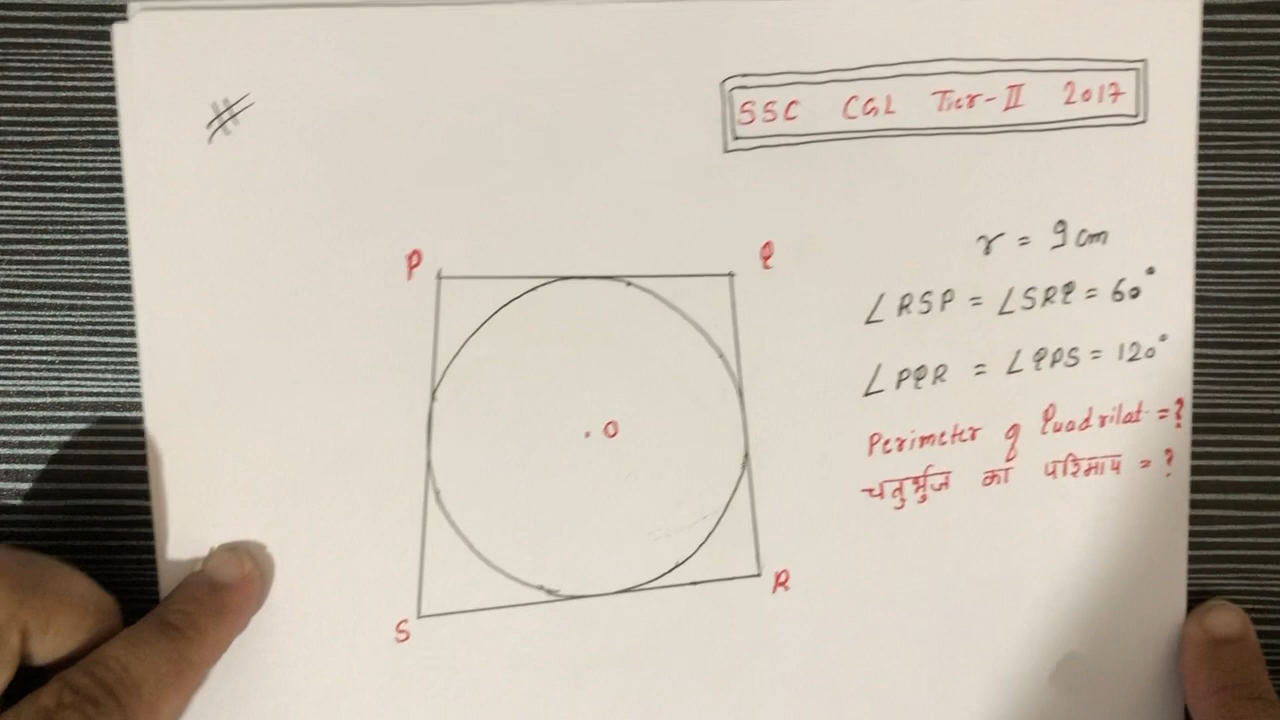 #
SSC CGL Tier-II 2017
P
Q
r = 9 cm
∠RSP = ∠SRQ = 60°
∠PQR = ∠QPS = 120°
Perimeter of Quadrilat. = ?
चतुर्भुज का परिमाप = ?
O
R
S